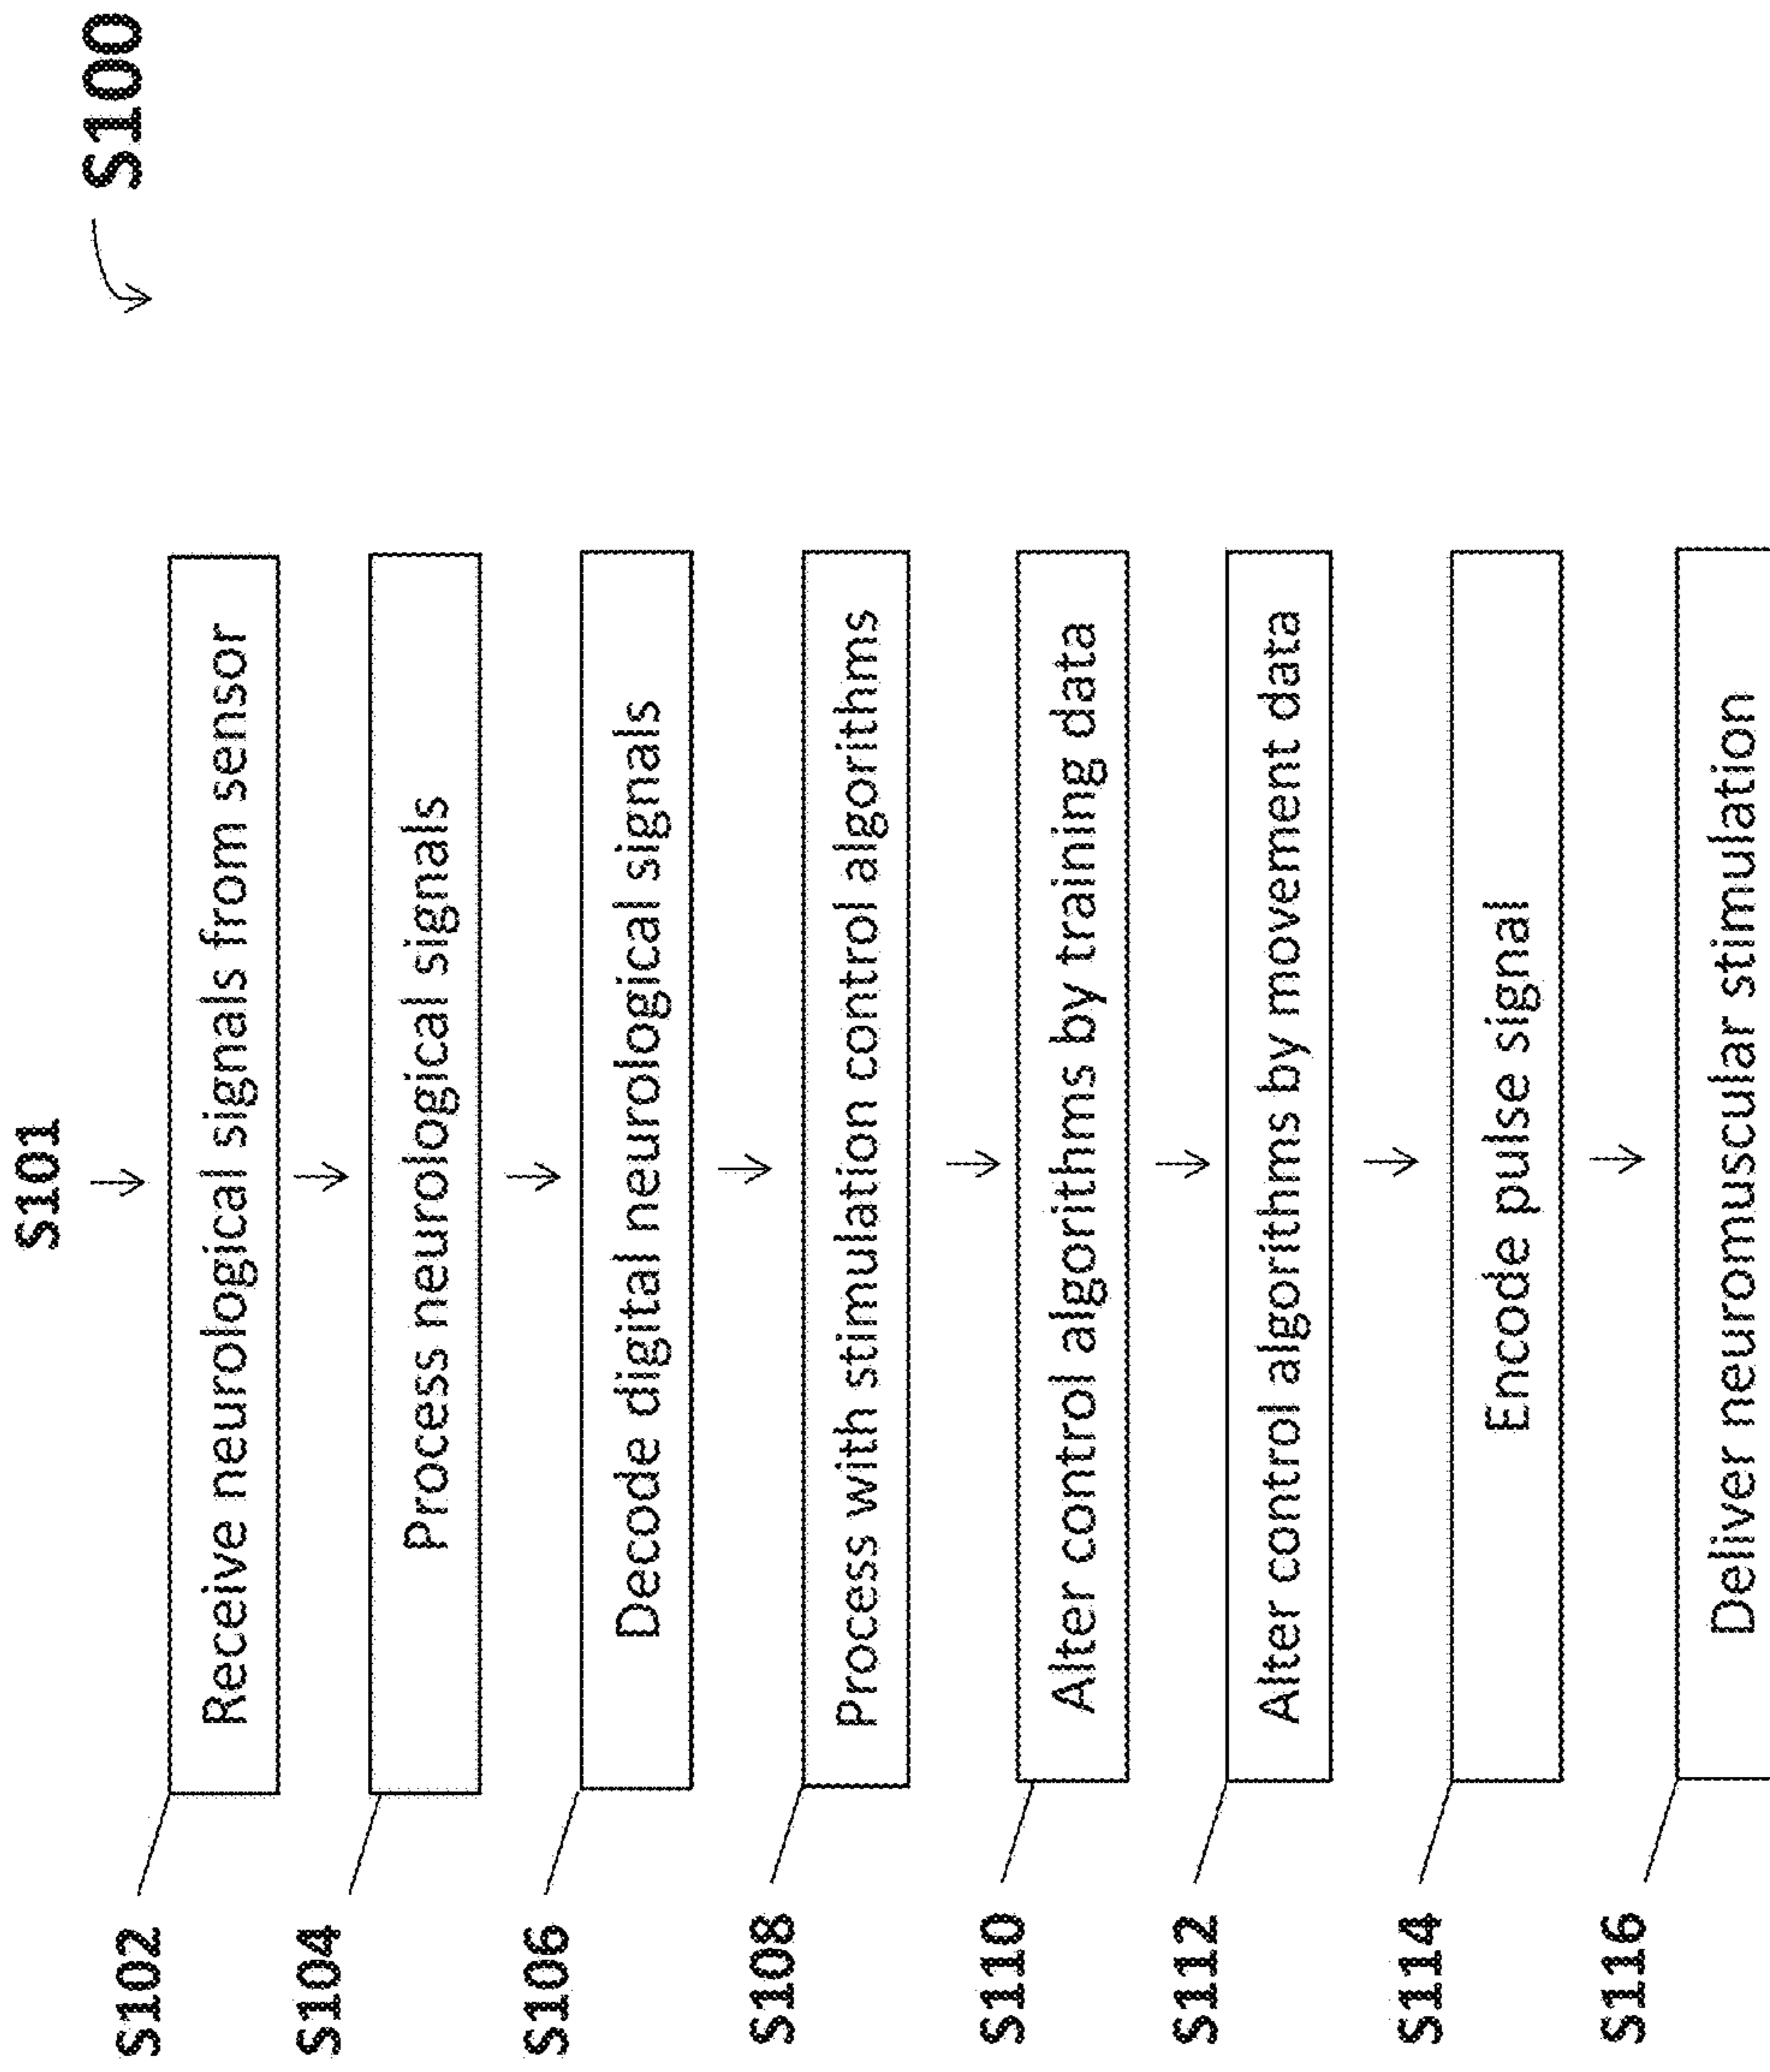 S100
S101
S102
Receive neurological signals from sensor
S104
Process neurological signals
S106
Decode digital neurological signals
S108
Process with stimulation control algorithms
S110
Alter control algorithms by training data
S112
Alter control algorithms by movement data
S114
Encode pulse signal
S116
Deliver neuromuscular stimulation